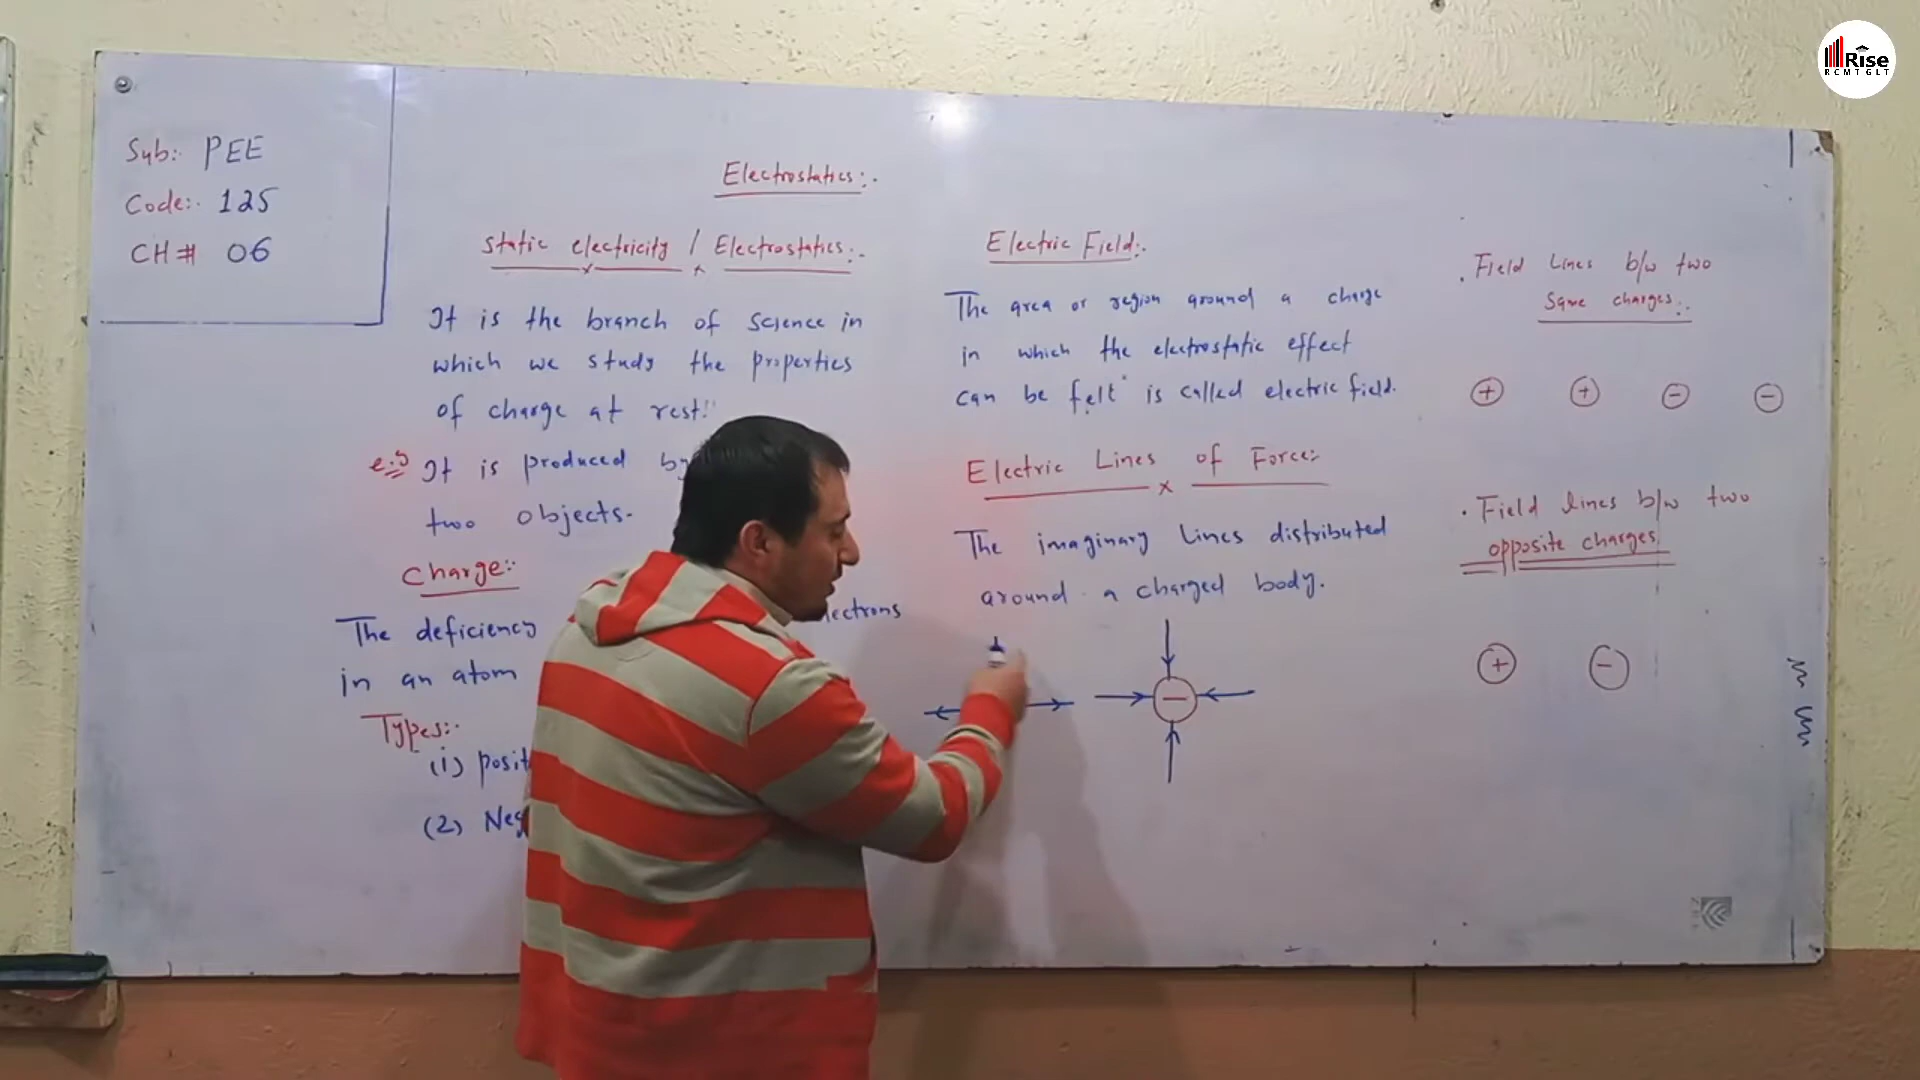 Rise
RCMTGLT
Sub:. PEE
Code:. 125
CH# 06
Electrostatics:.
Static electricity / Electrostatics:.
It is the branch of Science in
which we study the properties
of charge at rest."
e.g It is produced by
two objects.
Charge:.
The deficiency electrons
in an atom
Types:.
(i)
(2)
Electric Field:.
The area or region around a charge
in which the electrostatic effect
can be felt" is called electric field.
Electric Lines of Force:
The imaginary Lines distributed
around a charged body.
−
. Field Lines b/w two
Same charges:.
+ + − −
. Field lines b/w two
opposite charges
+ −